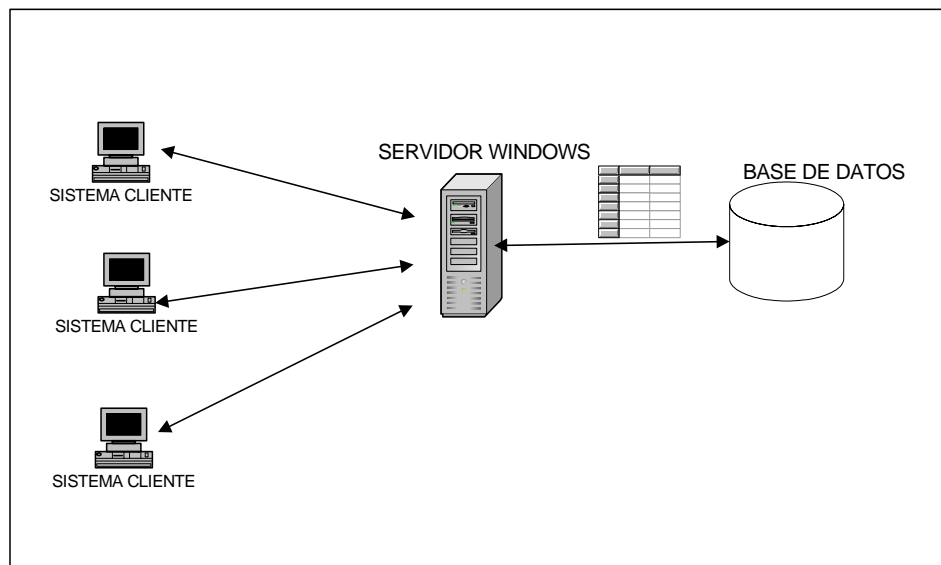 SERVIDOR WINDOWS
BASE DE DATOS
SISTEMA CLIENTE
SISTEMA CLIENTE
SISTEMA CLIENTE